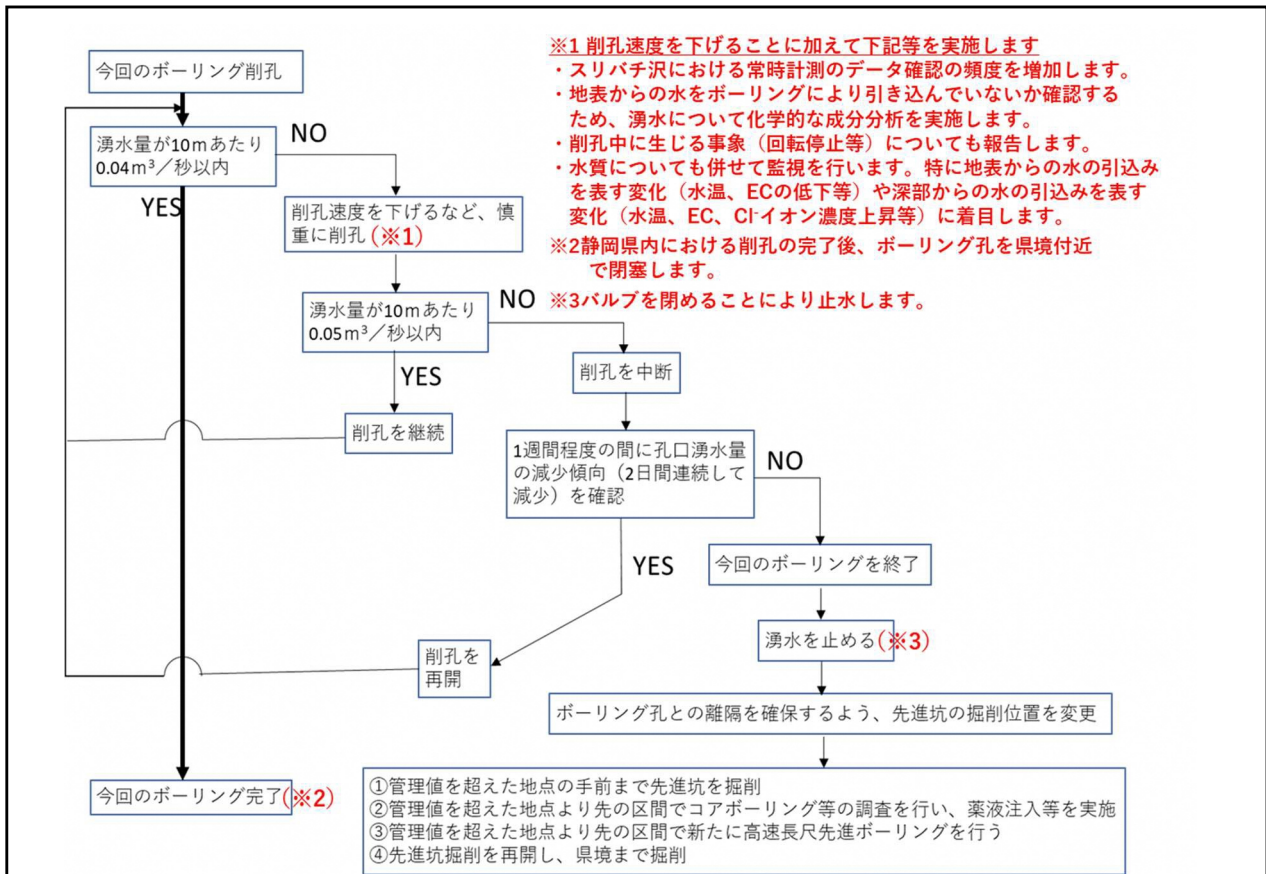 今回のボーリング削孔
湧水量が10mあたり
0.04m³／秒以内
NO
YES
削孔速度を下げるなど、慎
重に削孔(※1)
湧水量が10mあたり
0.05m³／秒以内
NO
YES
削孔を継続
削孔を中断
1週間程度の間に孔口湧水量
の減少傾向（2日間連続して
減少）を確認
NO
YES
削孔を
再開
今回のボーリングを終了
湧水を止める(※3)
ボーリング孔との離隔を確保するよう、先進坑の掘削位置を変更
①管理値を超えた地点の手前まで先進坑を掘削
②管理値を超えた地点より先の区間でコアボーリング等の調査を行い、薬液注入等を実施
③管理値を超えた地点より先の区間で新たに高速長尺先進ボーリングを行う
④先進坑掘削を再開し、県境まで掘削
今回のボーリング完了(※2)
※1 削孔速度を下げることに加えて下記等を実施します
・スリバチ沢における常時計測のデータ確認の頻度を増加します。
・地表からの水をボーリングにより引き込んでいないか確認する
ため、湧水について化学的な成分分析を実施します。
・削孔中に生じる事象（回転停止等）についても報告します。
・水質についても併せて監視を行います。特に地表からの水の引込み
を表す変化（水温、ECの低下等）や深部からの水の引込みを表す
変化（水温、EC、Cl⁻イオン濃度上昇等）に着目します。
※2静岡県内における削孔の完了後、ボーリング孔を県境付近
で閉塞します。
※3バルブを閉めることにより止水します。